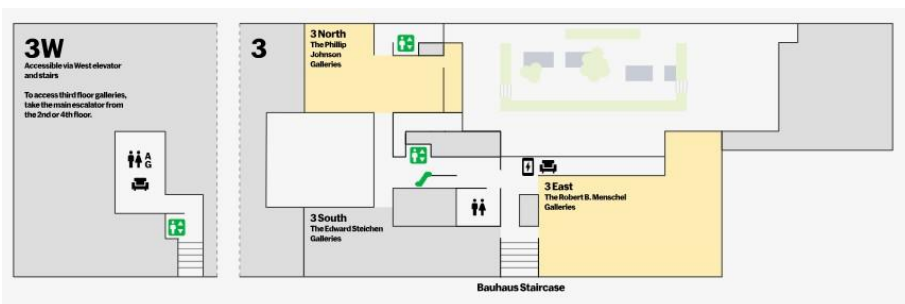 3W
Accessible via West elevator
and stairs
To access third floor galleries,
take the main escalator from
the 2nd or 4th floor.
A
G
3
3 North
The Phillip
Johnson
Galleries
3 South
The Edward Steichen
Galleries
3 East
The Robert B. Menschel
Galleries
Bauhaus Staircase